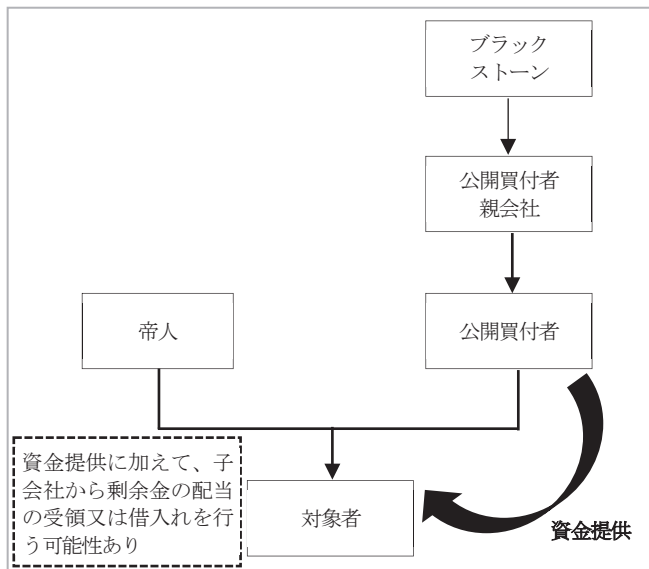 ブラック
ストーン
公開買付者
親会社
帝人
公開買付者
資金提供に加えて、子
会社から剰余金の配当
の受領又は借入れを行
う可能性あり
対象者
資金提供